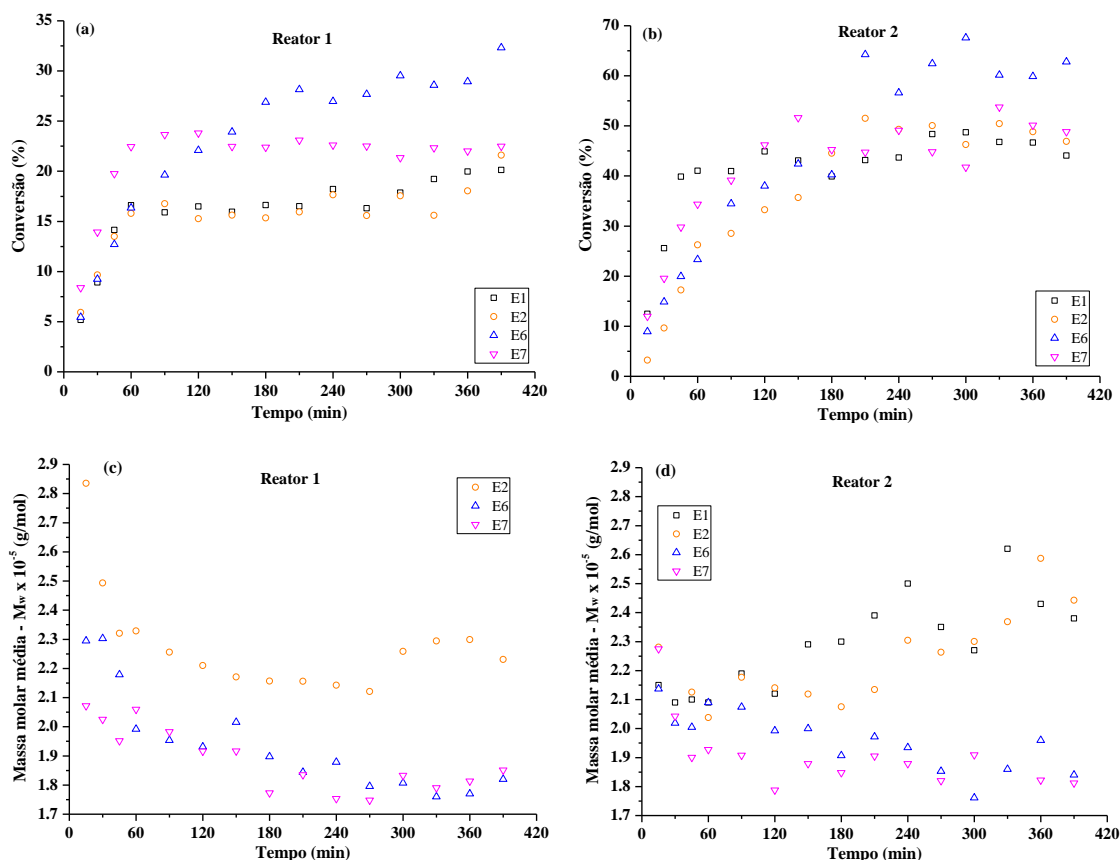 (a)
Reator 1
Conversão (%)
35
30
25
20
15
10
5
0
0 60 120 180 240 300 360 420
Tempo (min)
E1
E2
E6
E7
(b)
Reator 2
Conversão (%)
70
60
50
40
30
20
10
0
0 60 120 180 240 300 360 420
Tempo (min)
E1
E2
E6
E7
(c)
Reator 1
Massa molar média - Mw x 10⁻⁵ (g/mol)
2.9
2.8
2.7
2.6
2.5
2.4
2.3
2.2
2.1
2.0
1.9
1.8
1.7
0 60 120 180 240 300 360 420
Tempo (min)
E2
E6
E7
(d)
Reator 2
Massa molar média - Mw x 10⁻⁵ (g/mol)
2.9
2.8
2.7
2.6
2.5
2.4
2.3
2.2
2.1
2.0
1.9
1.8
1.7
0 60 120 180 240 300 360 420
Tempo (min)
E1
E2
E6
E7